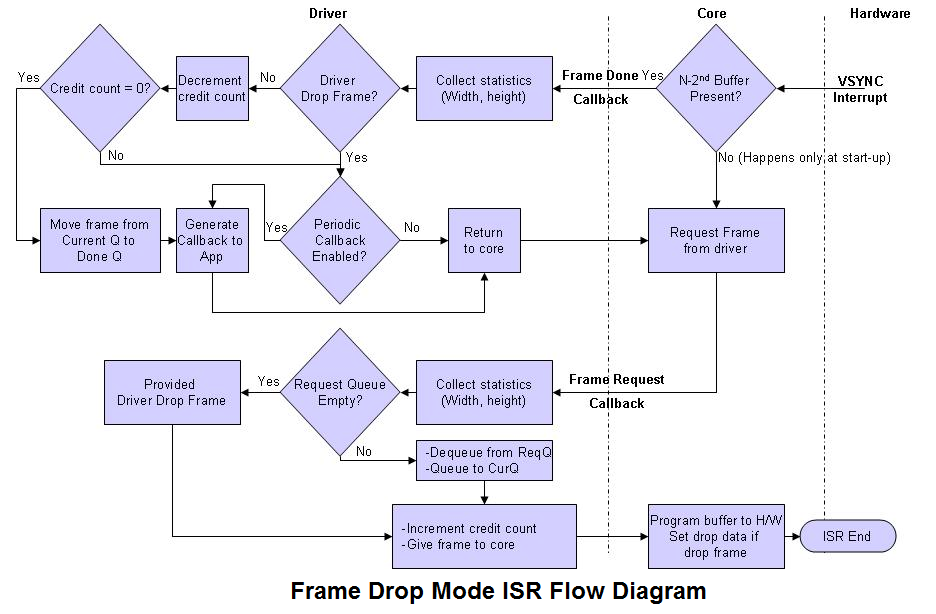 Driver
Core
Hardware
Yes
Credit count = 0?
Decrement
credit count
No
Driver
Drop Frame?
Collect statistics
(Width, height)
Frame Done
Callback
Yes
N-2nd Buffer
Present?
VSYNC
Interrupt
No
Yes
No (Happens only at start-up)
Move frame from
Current Q to
Done Q
Generate
Callback to
App
Yes
Periodic
Callback
Enabled?
No
Return
to core
Request Frame
from driver
Provided
Driver Drop Frame
Yes
Request Queue
Empty?
Collect statistics
(Width, height)
Frame Request
Callback
No
-Dequeue from ReqQ
-Queue to CurQ
-Increment credit count
-Give frame to core
Program buffer to H/W
Set drop data if
drop frame
ISR End
Frame Drop Mode ISR Flow Diagram